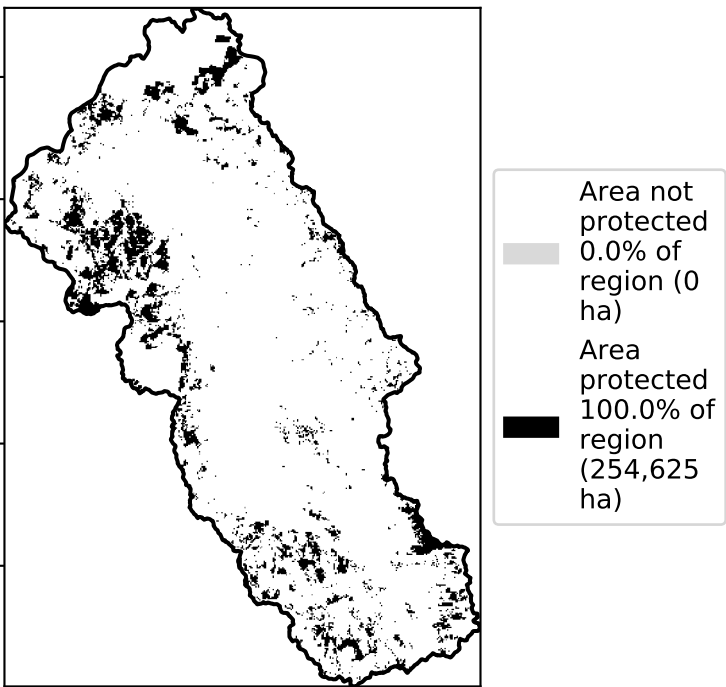 Area not
protected
0.0% of
region (0
ha)
Area
protected
100.0% of
region
(254,625
ha)